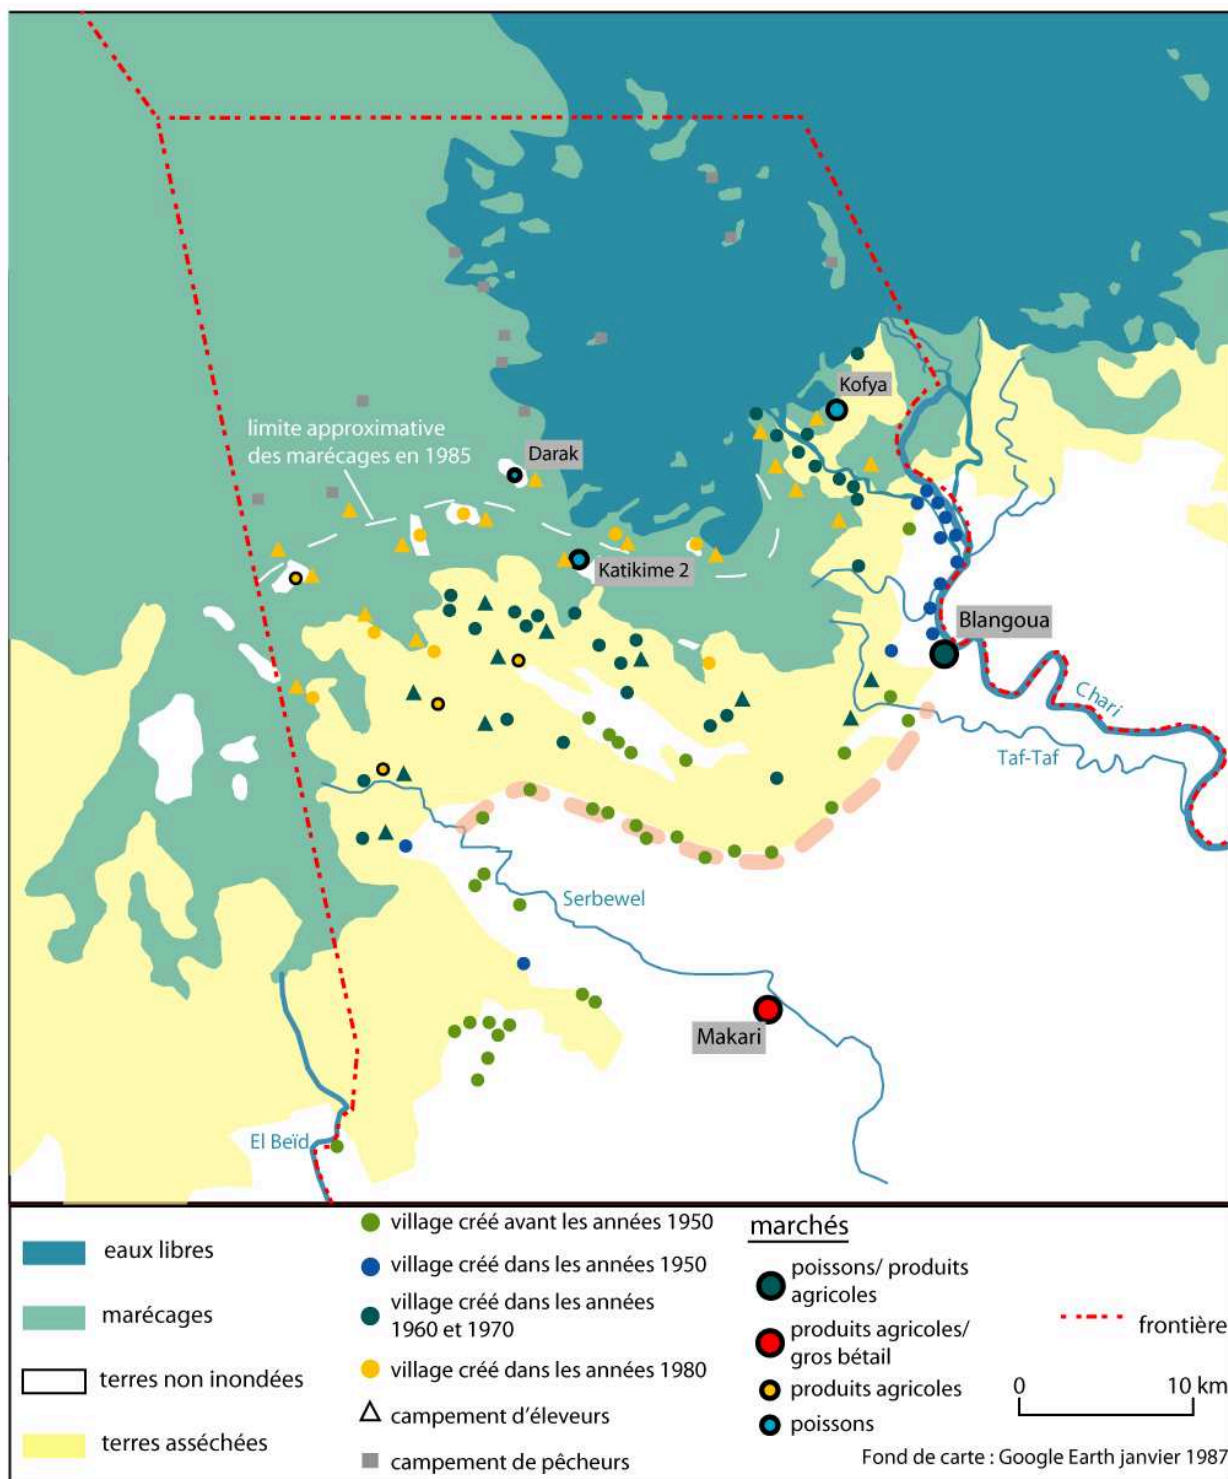 Kofya
limite approximative
des marécages en 1985
Darak
Katikime 2
Blangoua
Chari
Taf-Taf
Serbewel
Makari
El Beïd
eaux libres
marécages
terres non inondées
terres asséchées
village créé avant les années 1950
village créé dans les années 1950
village créé dans les années
1960 et 1970
village créé dans les années 1980
campement d'éleveurs
campement de pêcheurs
marchés
poissons/ produits
agricoles
produits agricoles/
gros bétail
produits agricoles
poissons
frontière
0 10 km
Fond de carte : Google Earth janvier 1987